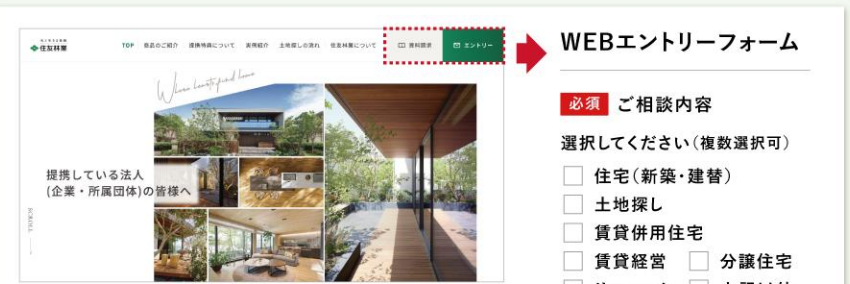 住友林業
TOP 商品のご紹介 提携特典について 実例紹介 土地探しの流れ 住友林業について 資料請求 エントリー
提携している法人
(企業・所属団体)の皆様へ
SCROLL
WEBエントリーフォーム
必須 ご相談内容
選択してください（複数選択可）
住宅（新築・建替）
土地探し
賃貸併用住宅
賃貸経営 分譲住宅